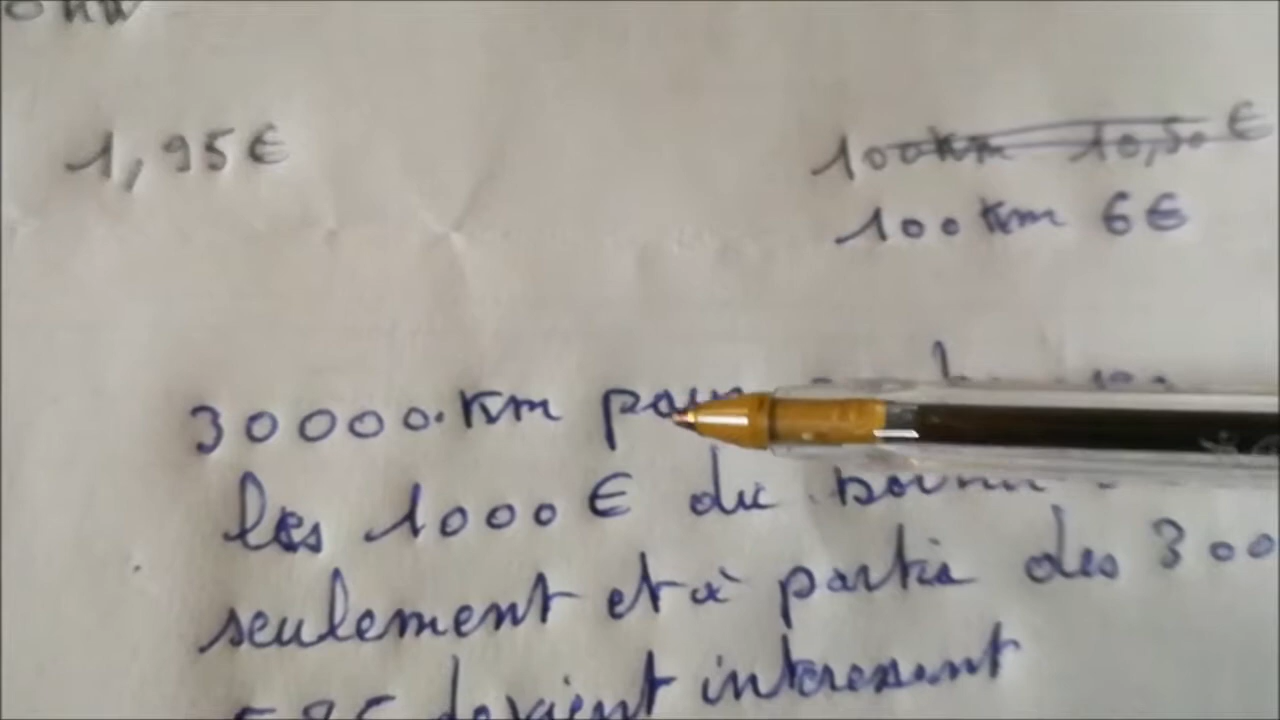 1,95€
100km 10,50€
100km 6€
30000 km pour
les 1000€ du
seulement et à partir des 300
devient interessant